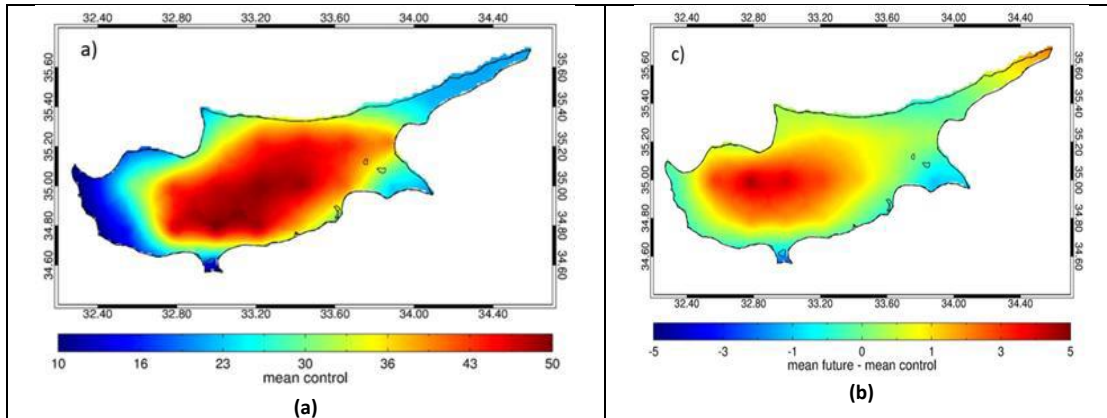 32.40 32.80 33.20 33.60 34.00 34.40
a)
35.60 35.40 35.20 35.00 34.80 34.60
35.60 35.40 35.20 35.00 34.80 34.60
32.40 32.80 33.20 33.60 34.00 34.40
10 16 23 30 36 43 50
mean control
(a)
32.40 32.80 33.20 33.60 34.00 34.40
c)
35.60 35.40 35.20 35.00 34.80 34.60
35.60 35.40 35.20 35.00 34.80 34.60
32.40 32.80 33.20 33.60 34.00 34.40
-5 -3 -1 0 1 3 5
mean future - mean control
(b)